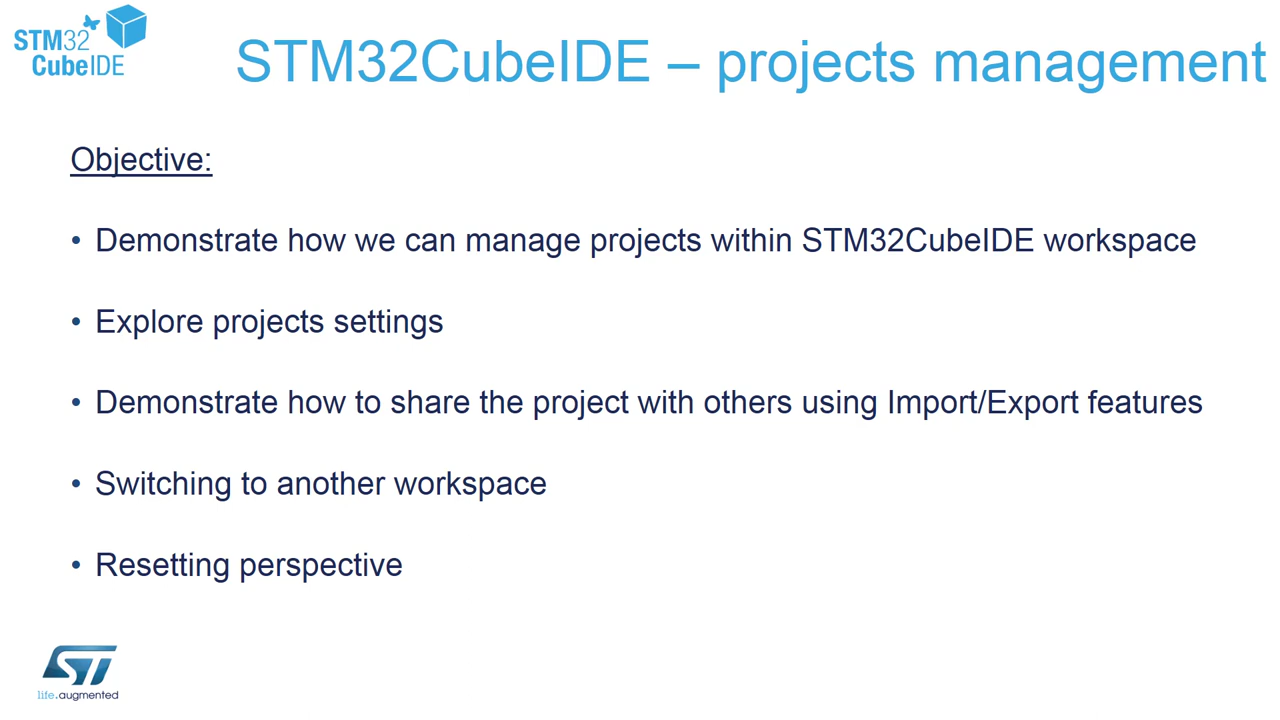 STM32
CubeIDE
STM32CubeIDE – projects management
Objective:
• Demonstrate how we can manage projects within STM32CubeIDE workspace
• Explore projects settings
• Demonstrate how to share the project with others using Import/Export features
• Switching to another workspace
• Resetting perspective
ST
life.augmented